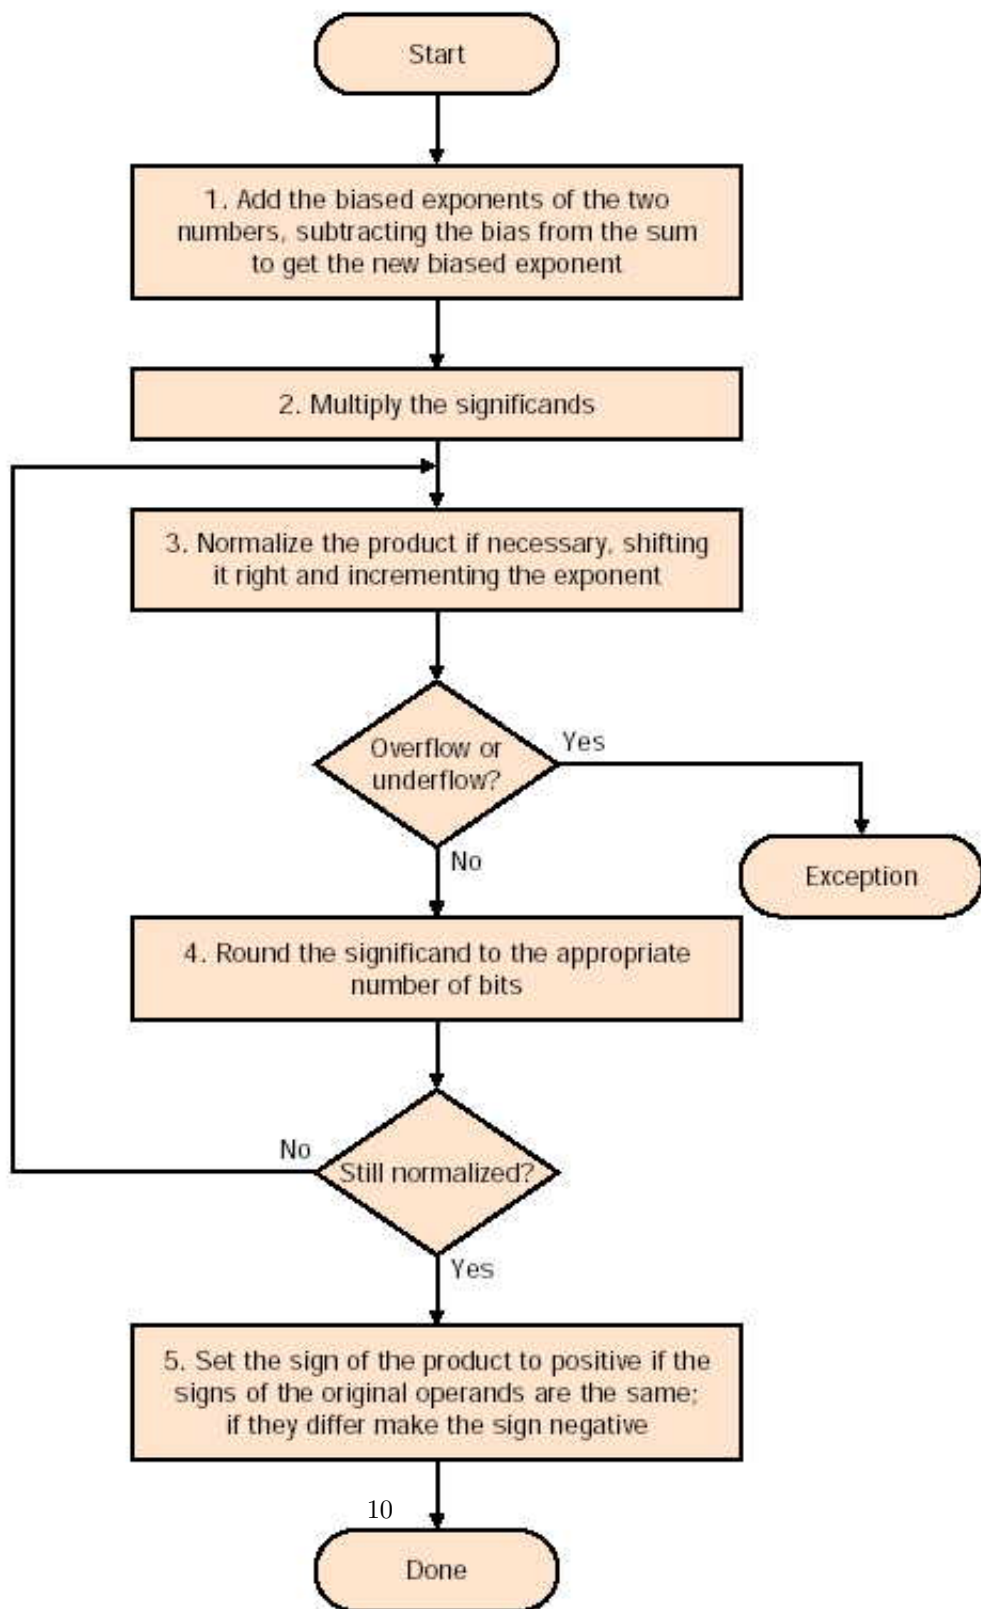 Start
1. Add the biased exponents of the two
numbers, subtracting the bias from the sum
to get the new biased exponent
2. Multiply the significands
3. Normalize the product if necessary, shifting
it right and incrementing the exponent
Overflow or
underflow?
Yes
No
Exception
4. Round the significand to the appropriate
number of bits
No
Still normalized?
Yes
5. Set the sign of the product to positive if the
signs of the original operands are the same;
if they differ make the sign negative
10
Done